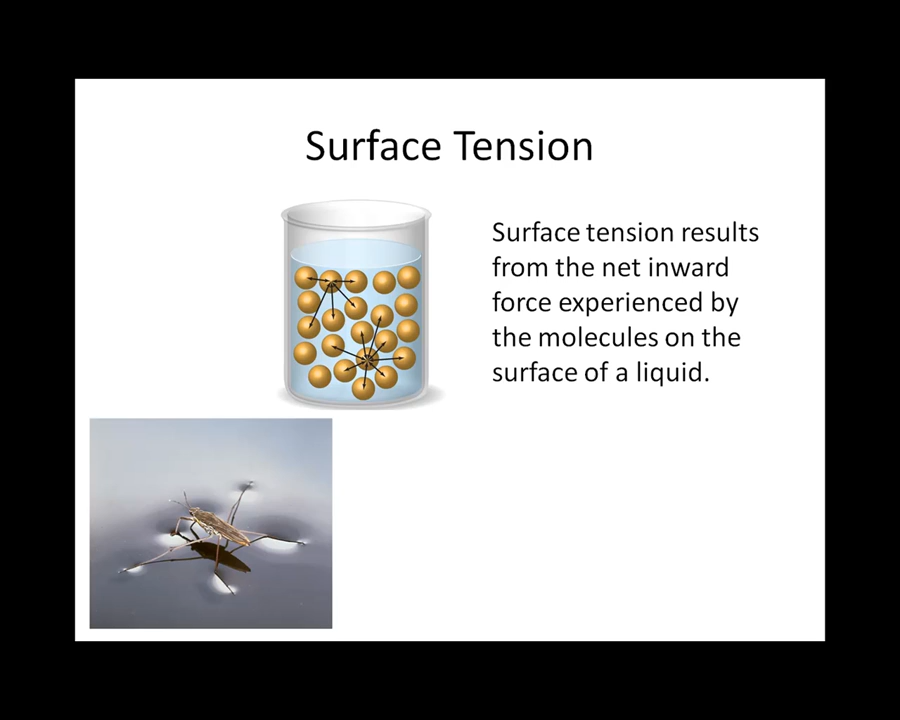 Surface Tension
Surface tension results
from the net inward
force experienced by
the molecules on the
surface of a liquid.